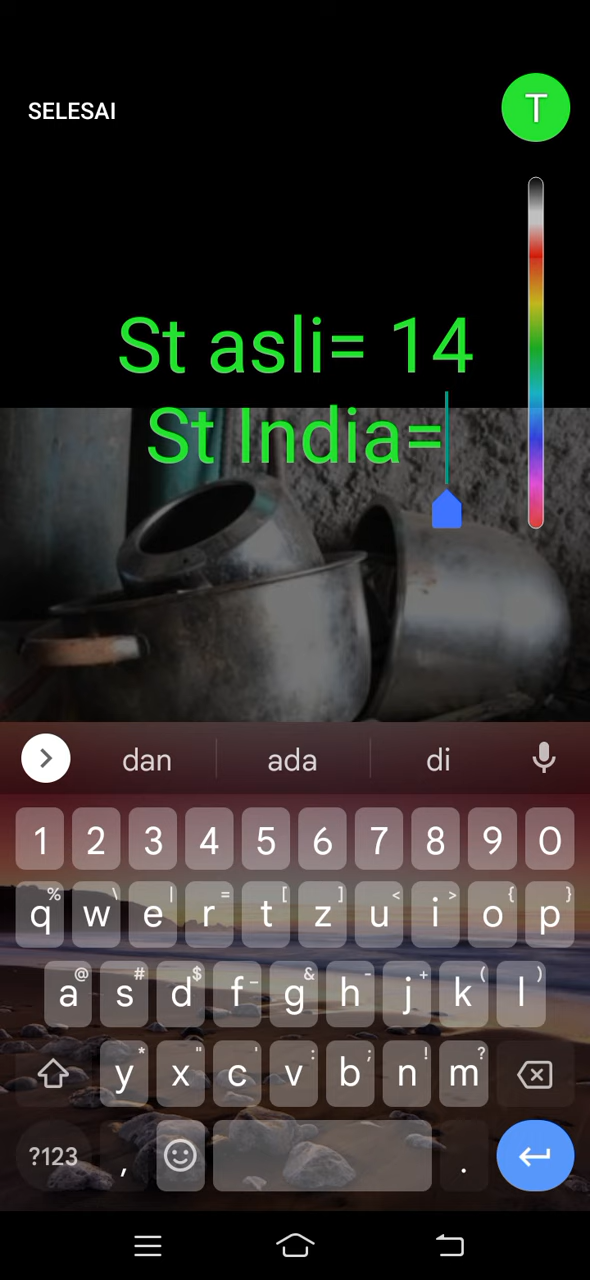 SELESAI
T
St asli= 14
St India=
dan ada di
1 2 3 4 5 6 7 8 9 0
% \ | = [ ] < > { }
q w e r t z u i o p
@ # $ _ & - + ( )
a s d f g h j k l
* " ' : ; ! ?
y x c v b n m
?123 , .